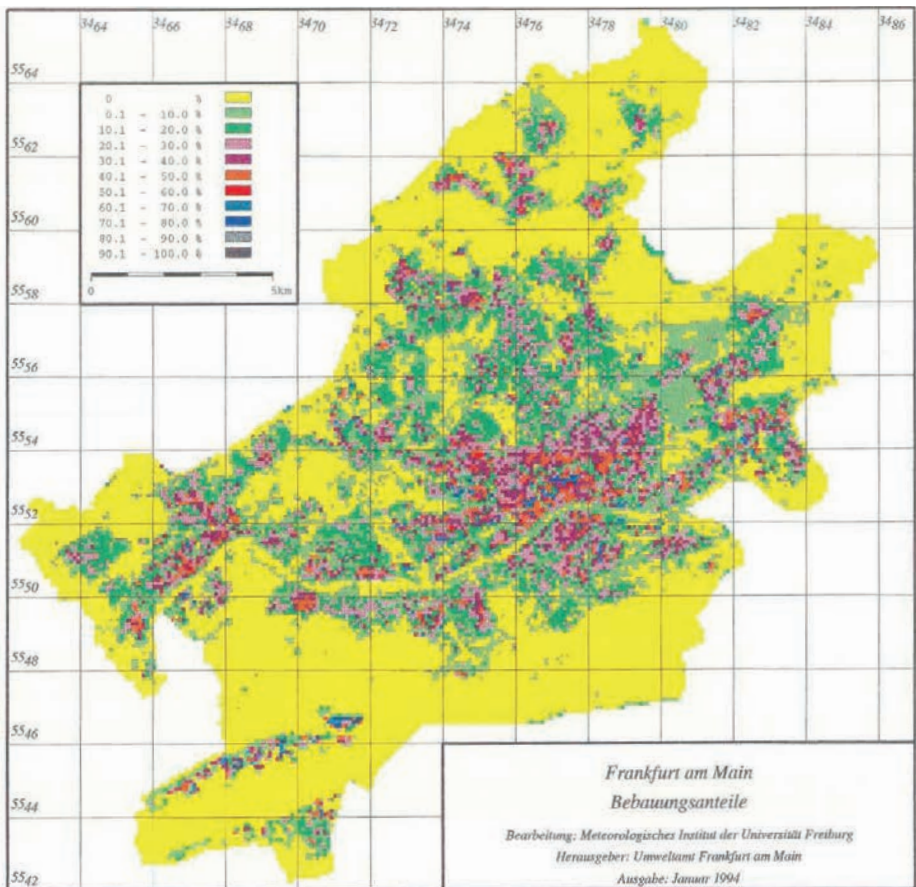 3464 3466 3468 3470 3472 3474 3476 3478 3480 3482 3484 3486
5564
0 %
0.1 - 10.0 %
10.1 - 20.0 %
20.1 - 30.0 %
30.1 - 40.0 %
40.1 - 50.0 %
50.1 - 60.0 %
60.1 - 70.0 %
70.1 - 80.0 %
80.1 - 90.0 %
90.1 - 100.0 %
0 5km
5562
5560
5558
5556
5554
5552
5550
5548
5546
5544
5542
Frankfurt am Main
Bebauungsanteile
Bearbeitung: Meteorologisches Institut der Universität Freiburg
Herausgeber: Umweltamt Frankfurt am Main
Ausgabe: Januar 1994